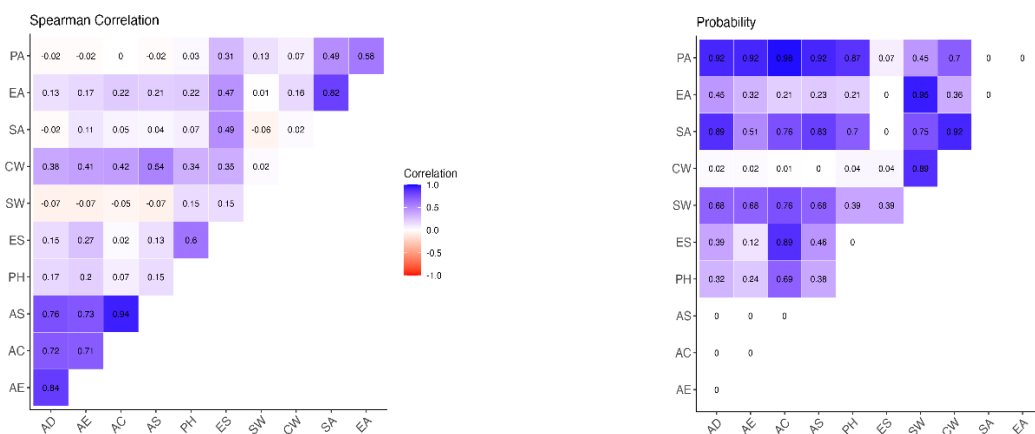 Spearman Correlation
PA -0.02 -0.02 0 -0.02 0.03 0.31 0.13 0.07 0.49 0.58
EA 0.13 0.17 0.22 0.21 0.22 0.47 0.01 0.16 0.82
SA -0.02 0.11 0.05 0.04 0.07 0.49 -0.06 0.02
CW 0.38 0.41 0.42 0.54 0.34 0.35 0.02
SW -0.07 -0.07 -0.05 -0.07 0.15 0.15
ES 0.15 0.27 0.02 0.13 0.6
PH 0.17 0.2 0.07 0.15
AS 0.76 0.73 0.94
AC 0.72 0.71
AE 0.84
AD AE AC AS PH ES SW CW SA EA
Correlation
1.0
0.5
0.0
-0.5
-1.0
Probability
PA 0.92 0.92 0.98 0.92 0.87 0.07 0.45 0.7 0 0
EA 0.45 0.32 0.21 0.23 0.21 0 0.96 0.36 0
SA 0.89 0.51 0.76 0.83 0.7 0 0.75 0.92
CW 0.02 0.02 0.01 0 0.04 0.04 0.89
SW 0.68 0.68 0.76 0.68 0.39 0.39
ES 0.39 0.12 0.89 0.46 0
PH 0.32 0.24 0.69 0.38
AS 0 0 0
AC 0 0
AE 0
AD AE AC AS PH ES SW CW SA EA